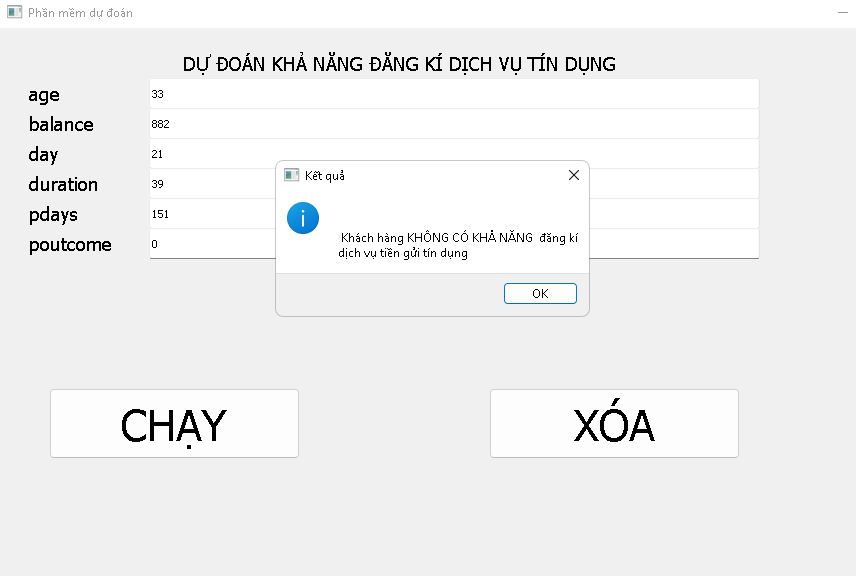 Phần mềm dự đoán
DỰ ĐOÁN KHẢ NĂNG ĐĂNG KÍ DỊCH VỤ TÍN DỤNG
age 33
balance 882
day 21
duration 39
pdays 151
poutcome 0
Kết quả
Khách hàng KHÔNG CÓ KHẢ NĂNG đăng kí
dịch vụ tiền gửi tín dụng
OK
CHẠY
XÓA